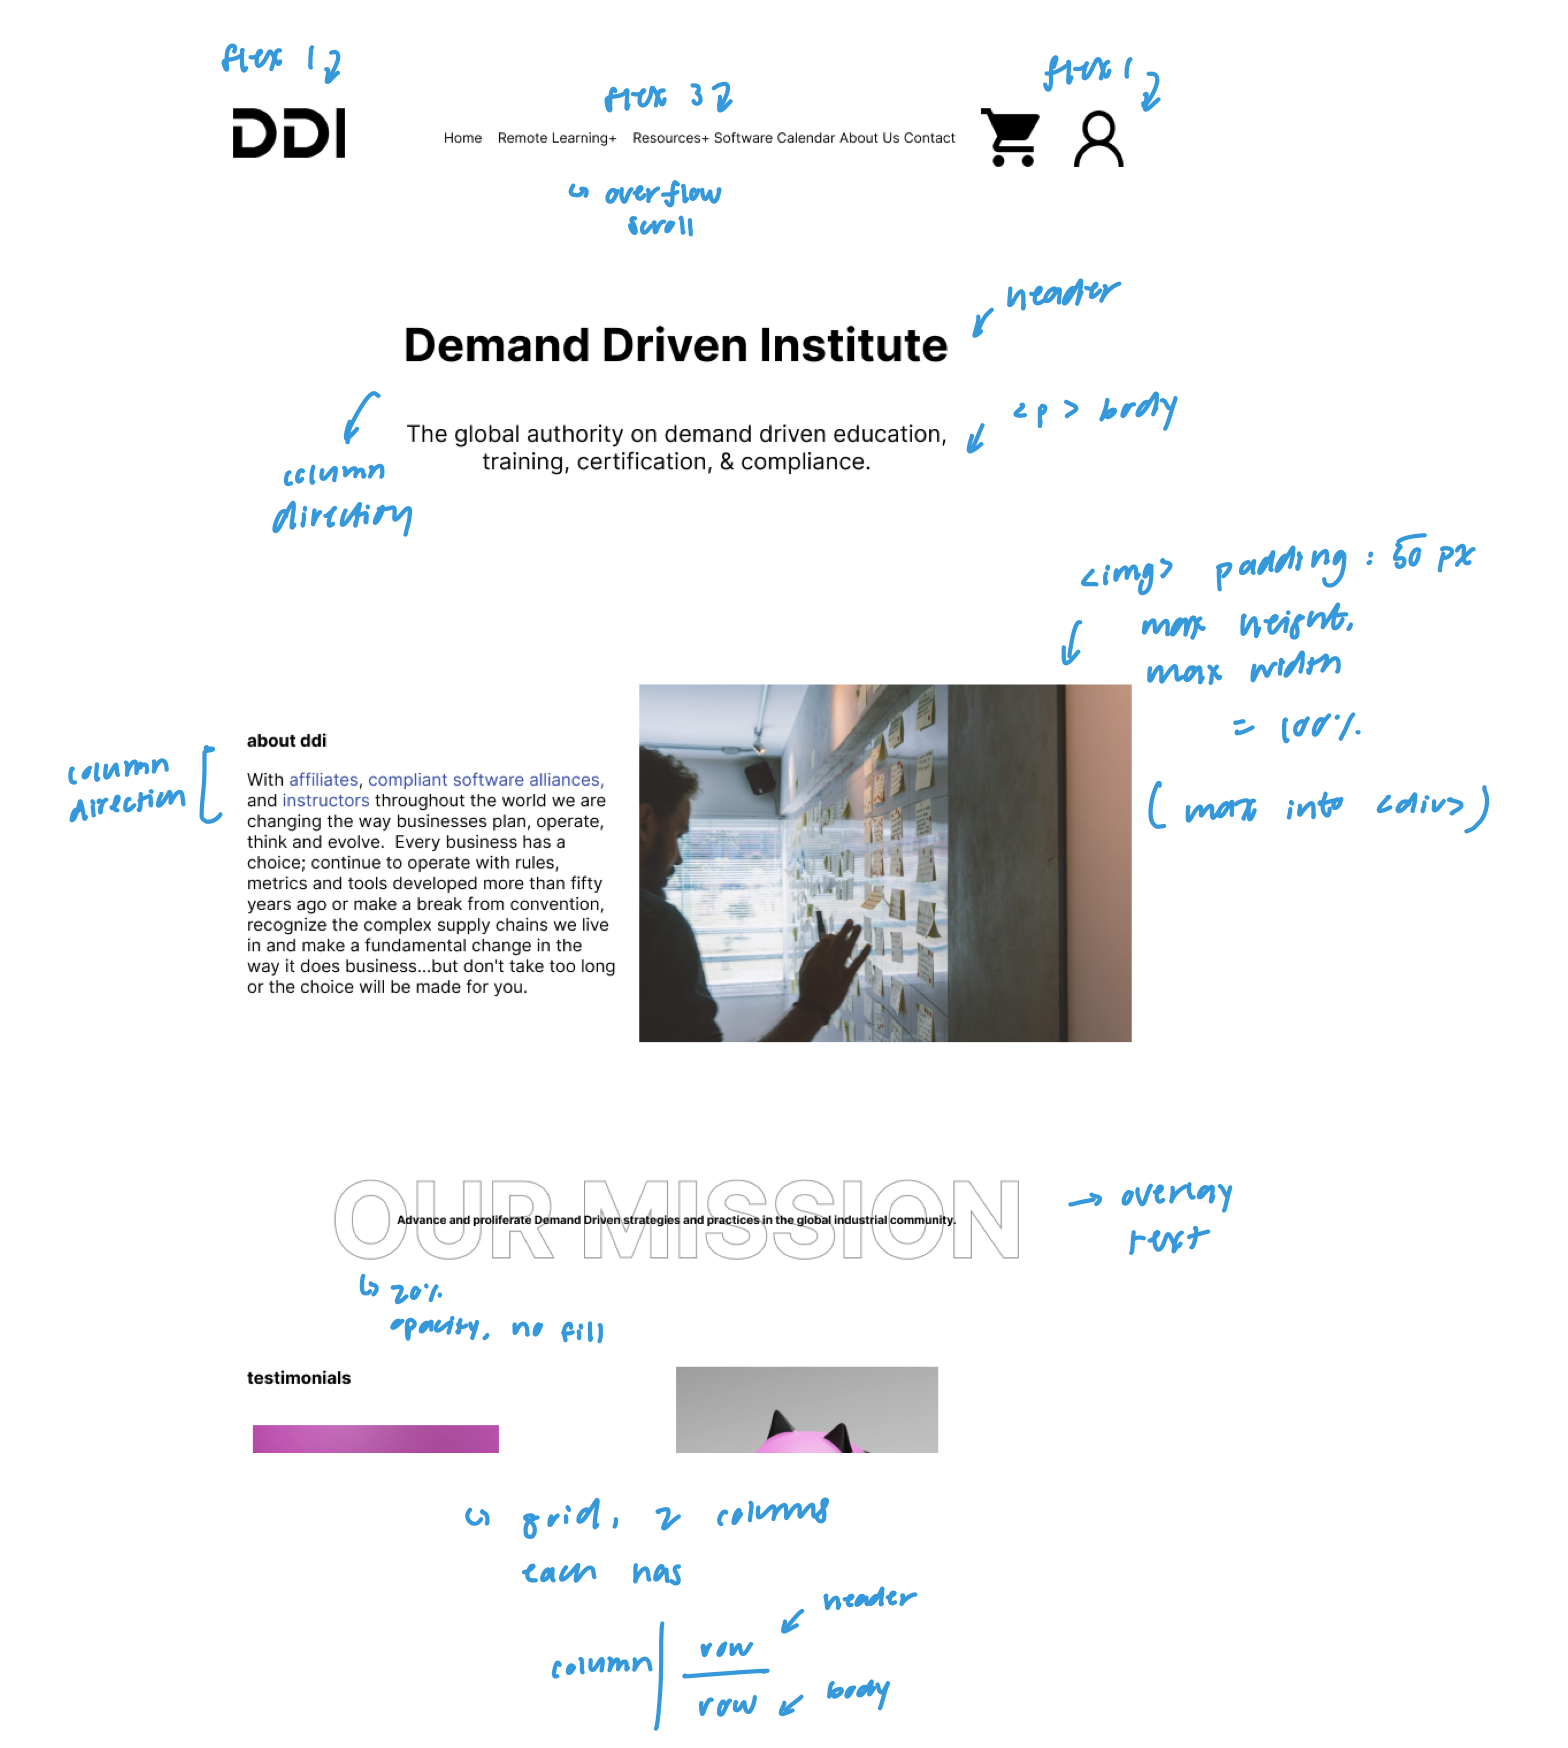 flex 1
flex 1
flex 3
DDI
Home Remote Learning+ Resources+ Software Calendar About Us Contact
overflow
scroll
header
Demand Driven Institute
<p> body
The global authority on demand driven education,
training, certification, & compliance.
column
direction
<img> padding: 50 px
max height,
max width
= 100%.
(max into <div>)
about ddi
column
direction
With affiliates, compliant software alliances,
and instructors throughout the world we are
changing the way businesses plan, operate,
think and evolve.  Every business has a
choice; continue to operate with rules,
metrics and tools developed more than fifty
years ago or make a break from convention,
recognize the complex supply chains we live
in and make a fundamental change in the
way it does business...but don't take too long
or the choice will be made for you.
OUR MISSION
Advance and proliferate Demand Driven strategies and practices in the global industrial community.
overlay
text
20%
opacity, no fill
testimonials
grid, 2 columns
each has
header
column
row
row
body